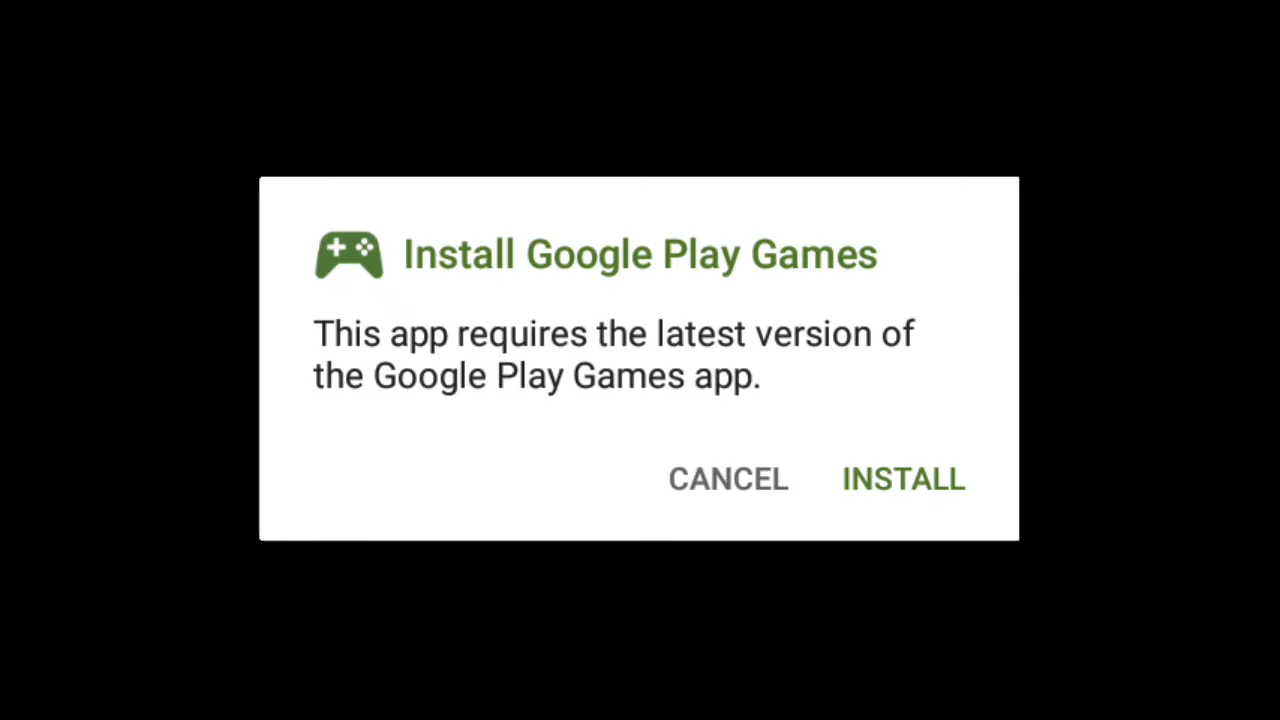 Install Google Play Games
This app requires the latest version of
the Google Play Games app.
CANCEL INSTALL